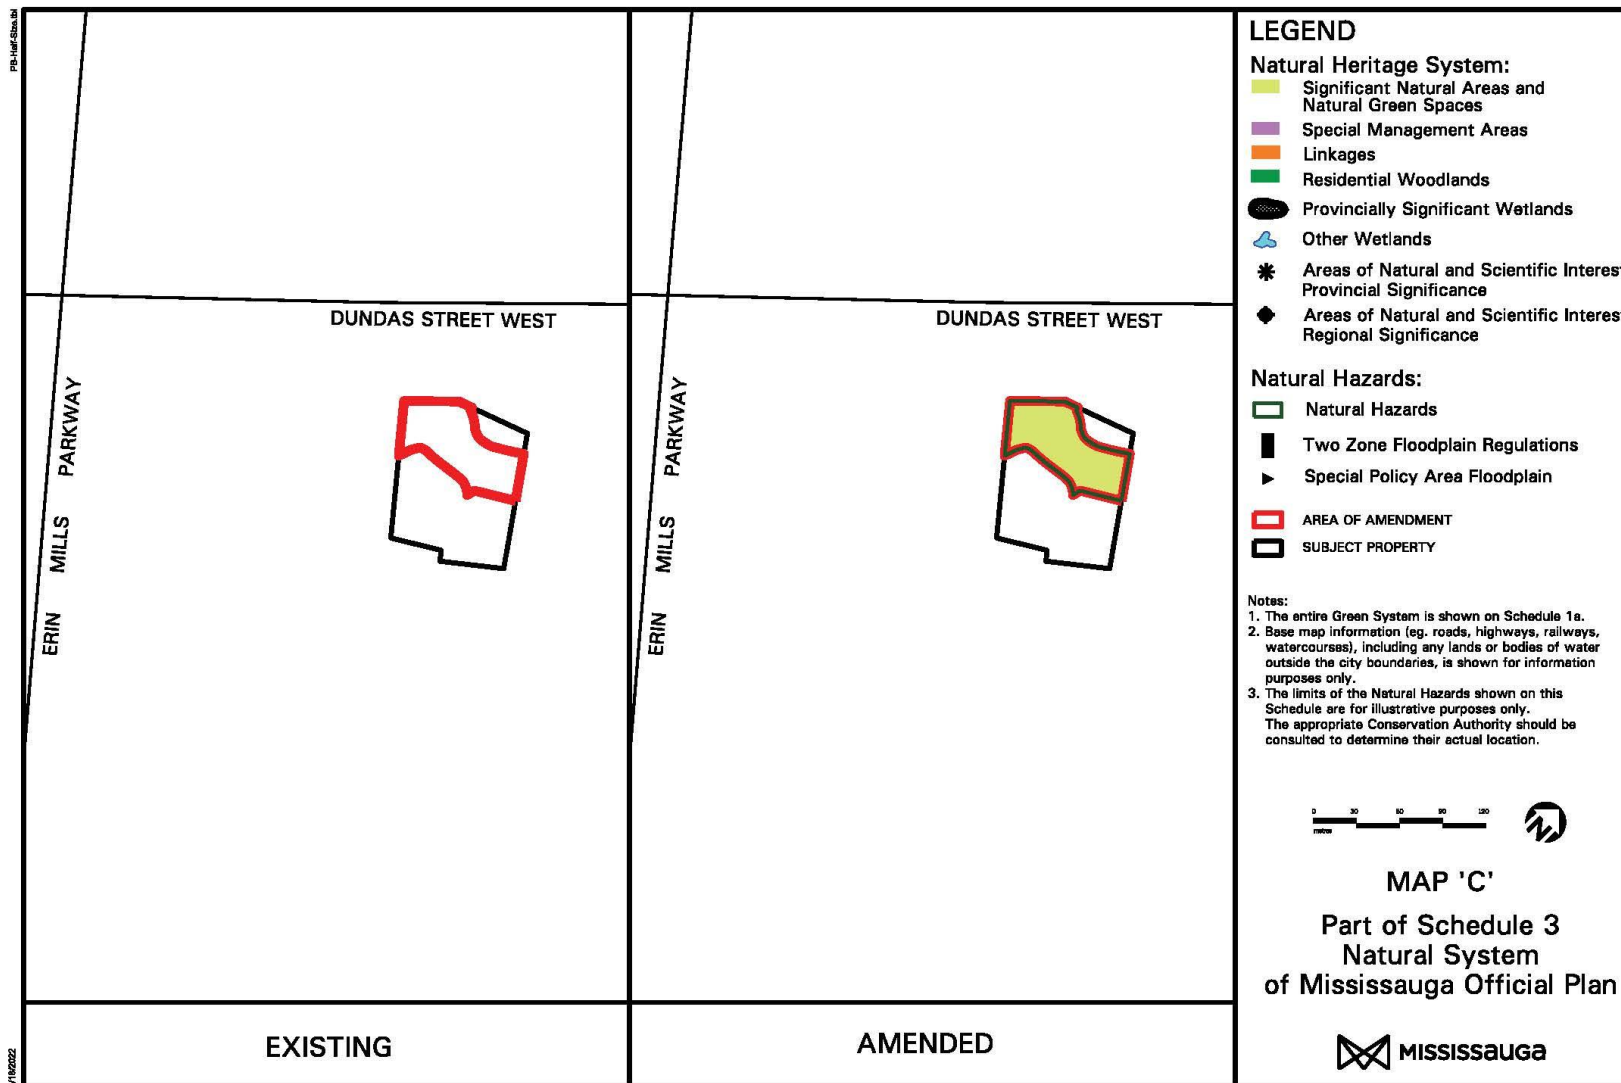 PB-Half-Size.tbl
DUNDAS STREET WEST
ERIN MILLS PARKWAY
EXISTING
DUNDAS STREET WEST
ERIN MILLS PARKWAY
AMENDED
LEGEND
Natural Heritage System:
Significant Natural Areas and
Natural Green Spaces
Special Management Areas
Linkages
Residential Woodlands
Provincially Significant Wetlands
Other Wetlands
Areas of Natural and Scientific Interest
Provincial Significance
Areas of Natural and Scientific Interest
Regional Significance
Natural Hazards:
Natural Hazards
Two Zone Floodplain Regulations
Special Policy Area Floodplain
AREA OF AMENDMENT
SUBJECT PROPERTY
Notes:
1. The entire Green System is shown on Schedule 1a.
2. Base map information (eg. roads, highways, railways,
watercourses), including any lands or bodies of water
outside the city boundaries, is shown for information
purposes only.
3. The limits of the Natural Hazards shown on this
Schedule are for illustrative purposes only.
The appropriate Conservation Authority should be
consulted to determine their actual location.
0 30 60 90 120
metres
N
MAP 'C'
Part of Schedule 3
Natural System
of Mississauga Official Plan
MISSISSAUGA
/18/2022